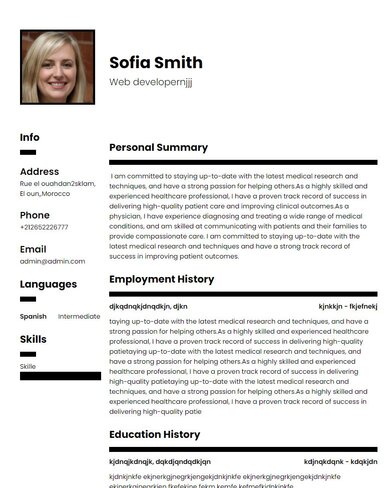 Sofia Smith
Web developernjjj
Info
Address
Rue el ouahdan2sklam,
El oun,Morocco
Phone
+212652226777
Email
admin@admin.com
Languages
Spanish Intermediate
Skills
Skille
Personal Summary
I am committed to staying up-to-date with the latest medical research and
techniques, and have a strong passion for helping others.As a highly skilled and
experienced healthcare professional, I have a proven track record of success in
delivering high-quality patient care and improving clinical outcomes.As a
physician, I have experience diagnosing and treating a wide range of medical
conditions, and am skilled at communicating with patients and their families to
provide compassionate care. I am committed to staying up-to-date with the
latest medical research and techniques and have a strong track record of
success in improving patient outcomes.
Employment History
djkqdnqkjdnqdkjn, djkn kjnkkjn - fkjefnekj
taying up-to-date with the latest medical research and techniques, and have a
strong passion for helping others.As a highly skilled and experienced healthcare
professional, I have a proven track record of success in delivering high-quality
patietaying up-to-date with the latest medical research and techniques, and
have a strong passion for helping others.As a highly skilled and experienced
healthcare professional, I have a proven track record of success in delivering
high-quality patietaying up-to-date with the latest medical research and
techniques, and have a strong passion for helping others.As a highly skilled and
experienced healthcare professional, I have a proven track record of success in
delivering high-quality patie
Education History
kjdnqjkdnqjk, dqkdjqndqdkjqn kdjnqkdqnk - kdqkjdn